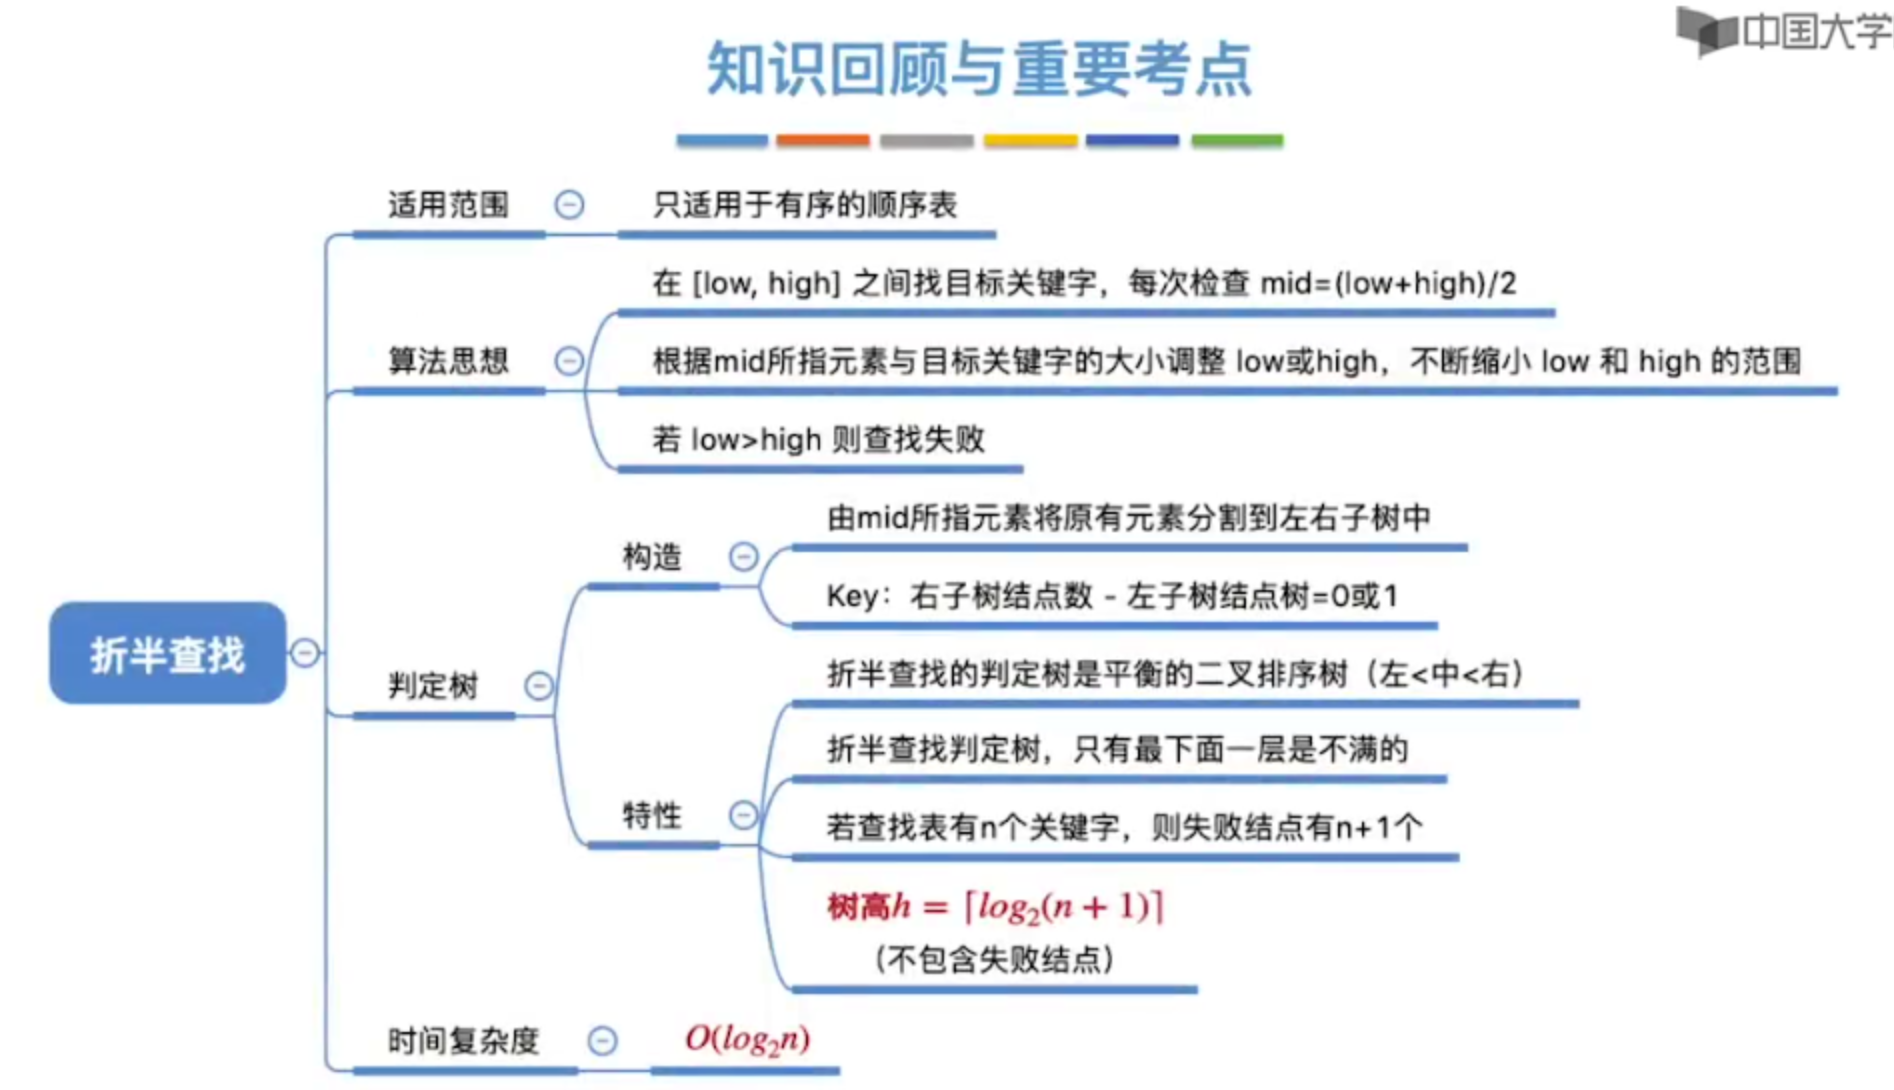 中国大学
知识回顾与重要考点
适用范围
只适用于有序的顺序表
在 [low, high] 之间找目标关键字，每次检查 mid=(low+high)/2
算法思想
根据mid所指元素与目标关键字的大小调整 low或high，不断缩小 low 和 high 的范围
若 low>high 则查找失败
折半查找
判定树
构造
由mid所指元素将原有元素分割到左右子树中
Key：右子树结点数 - 左子树结点树=0或1
特性
折半查找的判定树是平衡的二叉排序树（左<中<右）
折半查找判定树，只有最下面一层是不满的
若查找表有n个关键字，则失败结点有n+1个
树高h = ⌈log₂(n + 1)⌉
（不包含失败结点）
时间复杂度
O(log₂n)